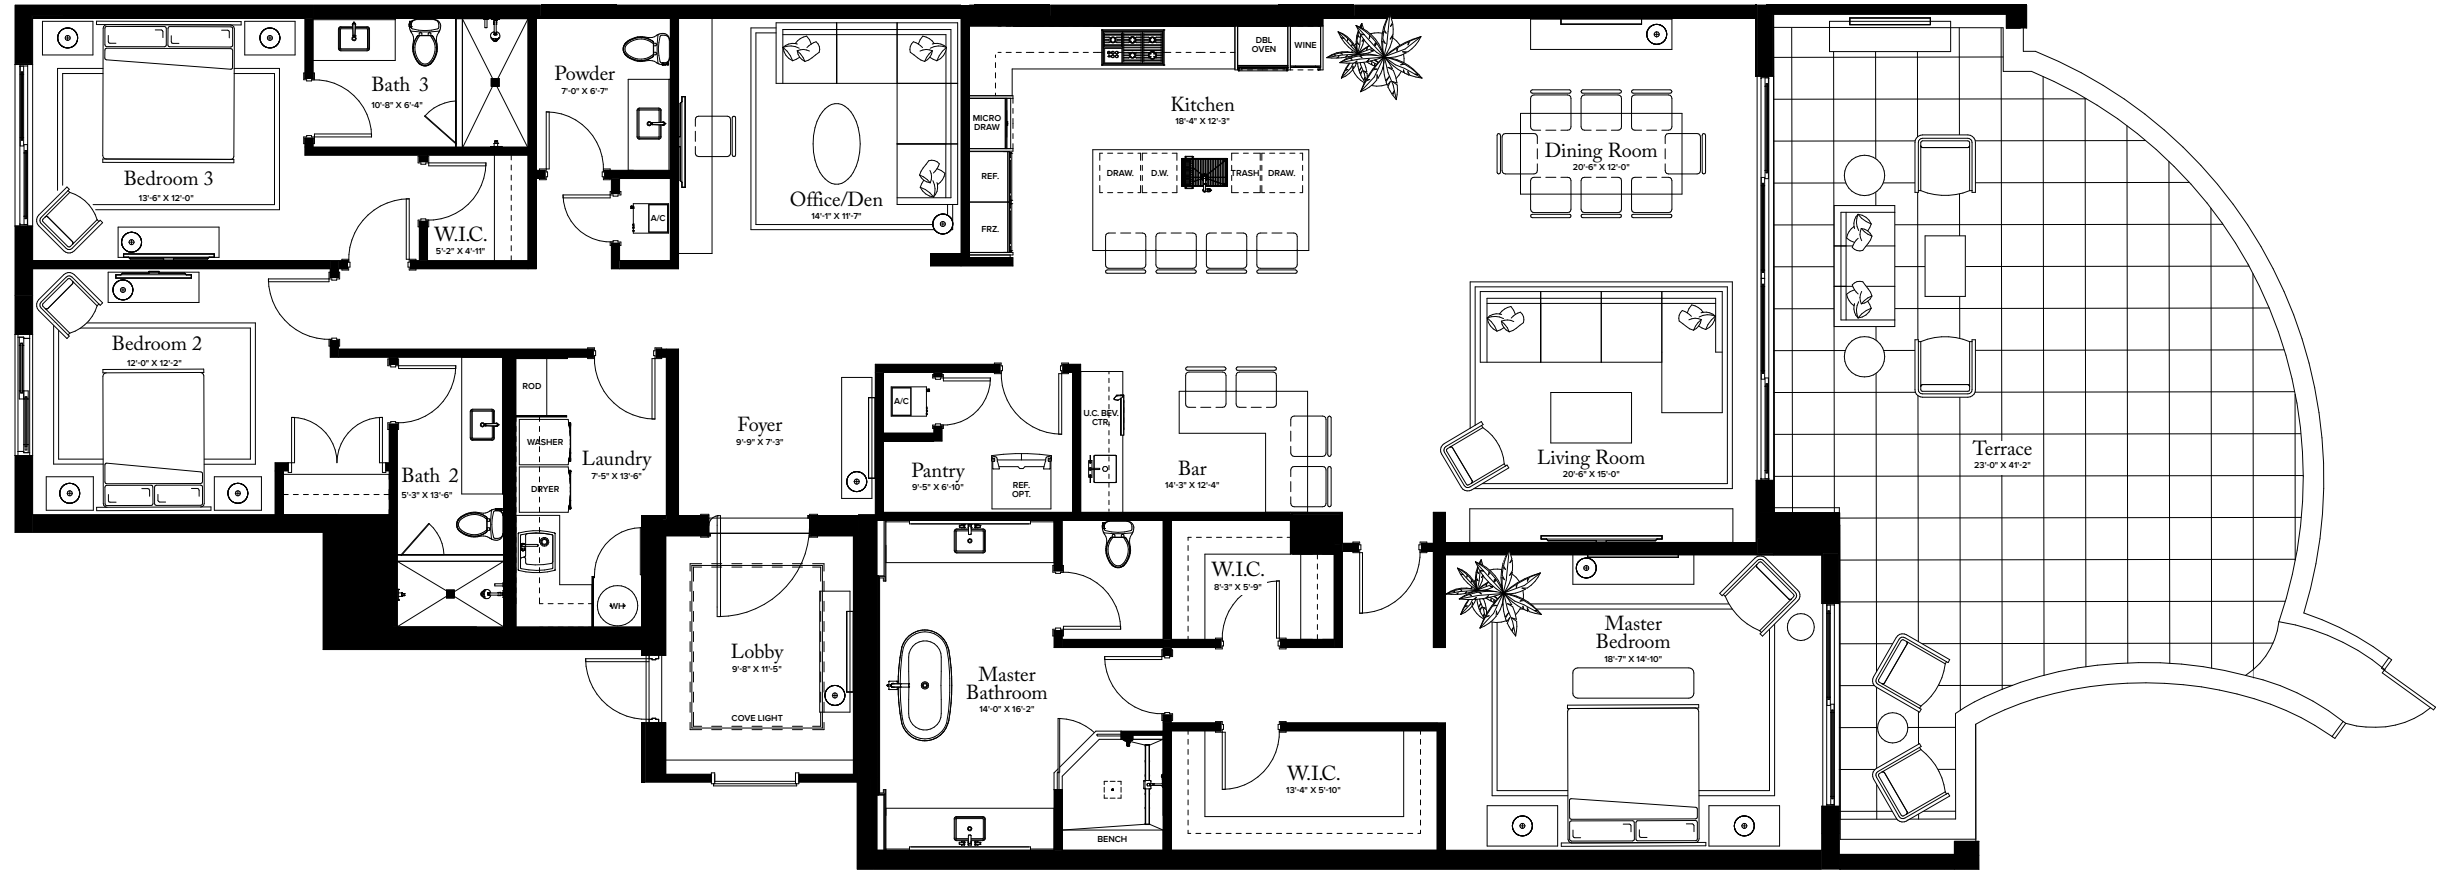 Bedroom 3
13'-6" X 12'-0"
Bath 3
10'-8" X 6'-4"
W.I.C.
5'-2" X 4'-11"
Powder
7'-0" X 6'-7"
A/C
Office/Den
14'-1" X 11'-7"
MICRO
DRAW
REF.
FRZ.
Kitchen
18'-4" X 12'-3"
DBL
OVEN
WINE
DRAW.
D.W.
TRASH
DRAW.
Dining Room
20'-6" X 12'-0"
Bedroom 2
12'-0" X 12'-2"
Bath 2
5'-3" X 13'-6"
ROD
WASHER
DRYER
Laundry
7'-5" X 13'-6"
WH
Foyer
9'-9" X 7'-3"
A/C
Pantry
9'-5" X 6'-10"
REF.
OPT.
U.C. BEV.
CTR.
Bar
14'-3" X 12'-4"
Living Room
20'-6" X 15'-0"
Terrace
23'-0" X 41'-2"
Lobby
9'-8" X 11'-5"
COVE LIGHT
Master
Bathroom
14'-0" X 16'-2"
BENCH
W.I.C.
8'-3" X 5'-9"
W.I.C.
13'-4" X 5'-10"
Master
Bedroom
18'-7" X 14'-10"